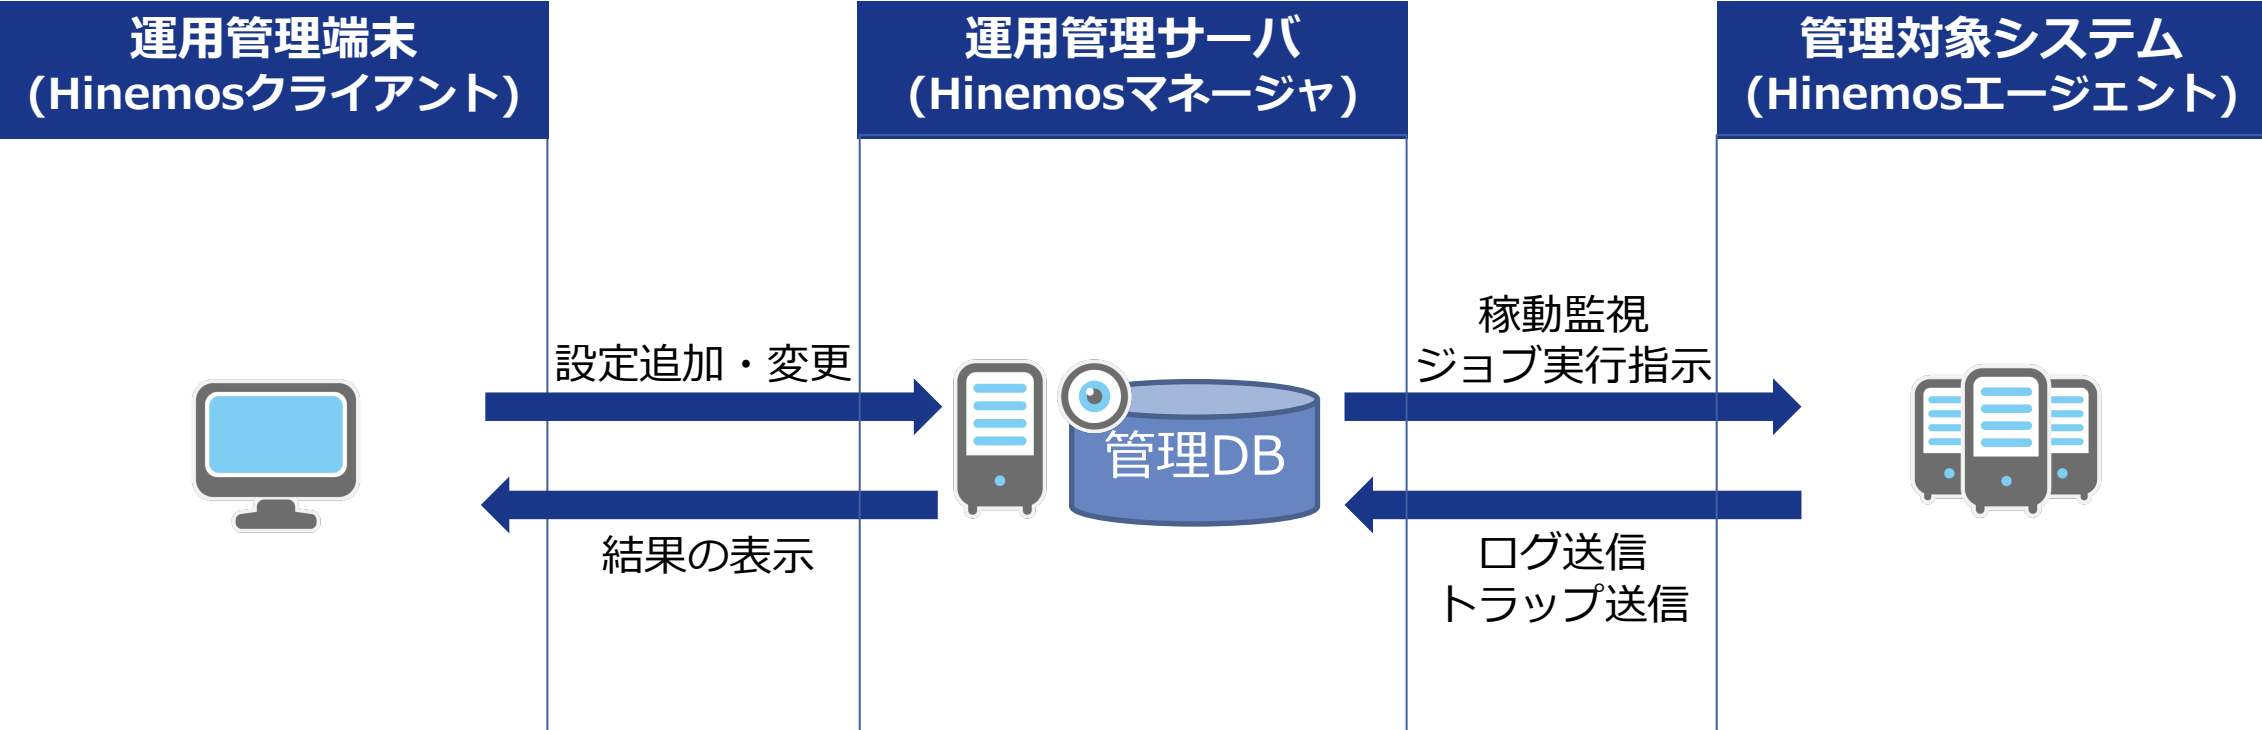 運用管理端末
(Hinemosクライアント)
運用管理サーバ
(Hinemosマネージャ)
管理対象システム
(Hinemosエージェント)
設定追加・変更
結果の表示
管理DB
稼動監視
ジョブ実行指示
ログ送信
トラップ送信